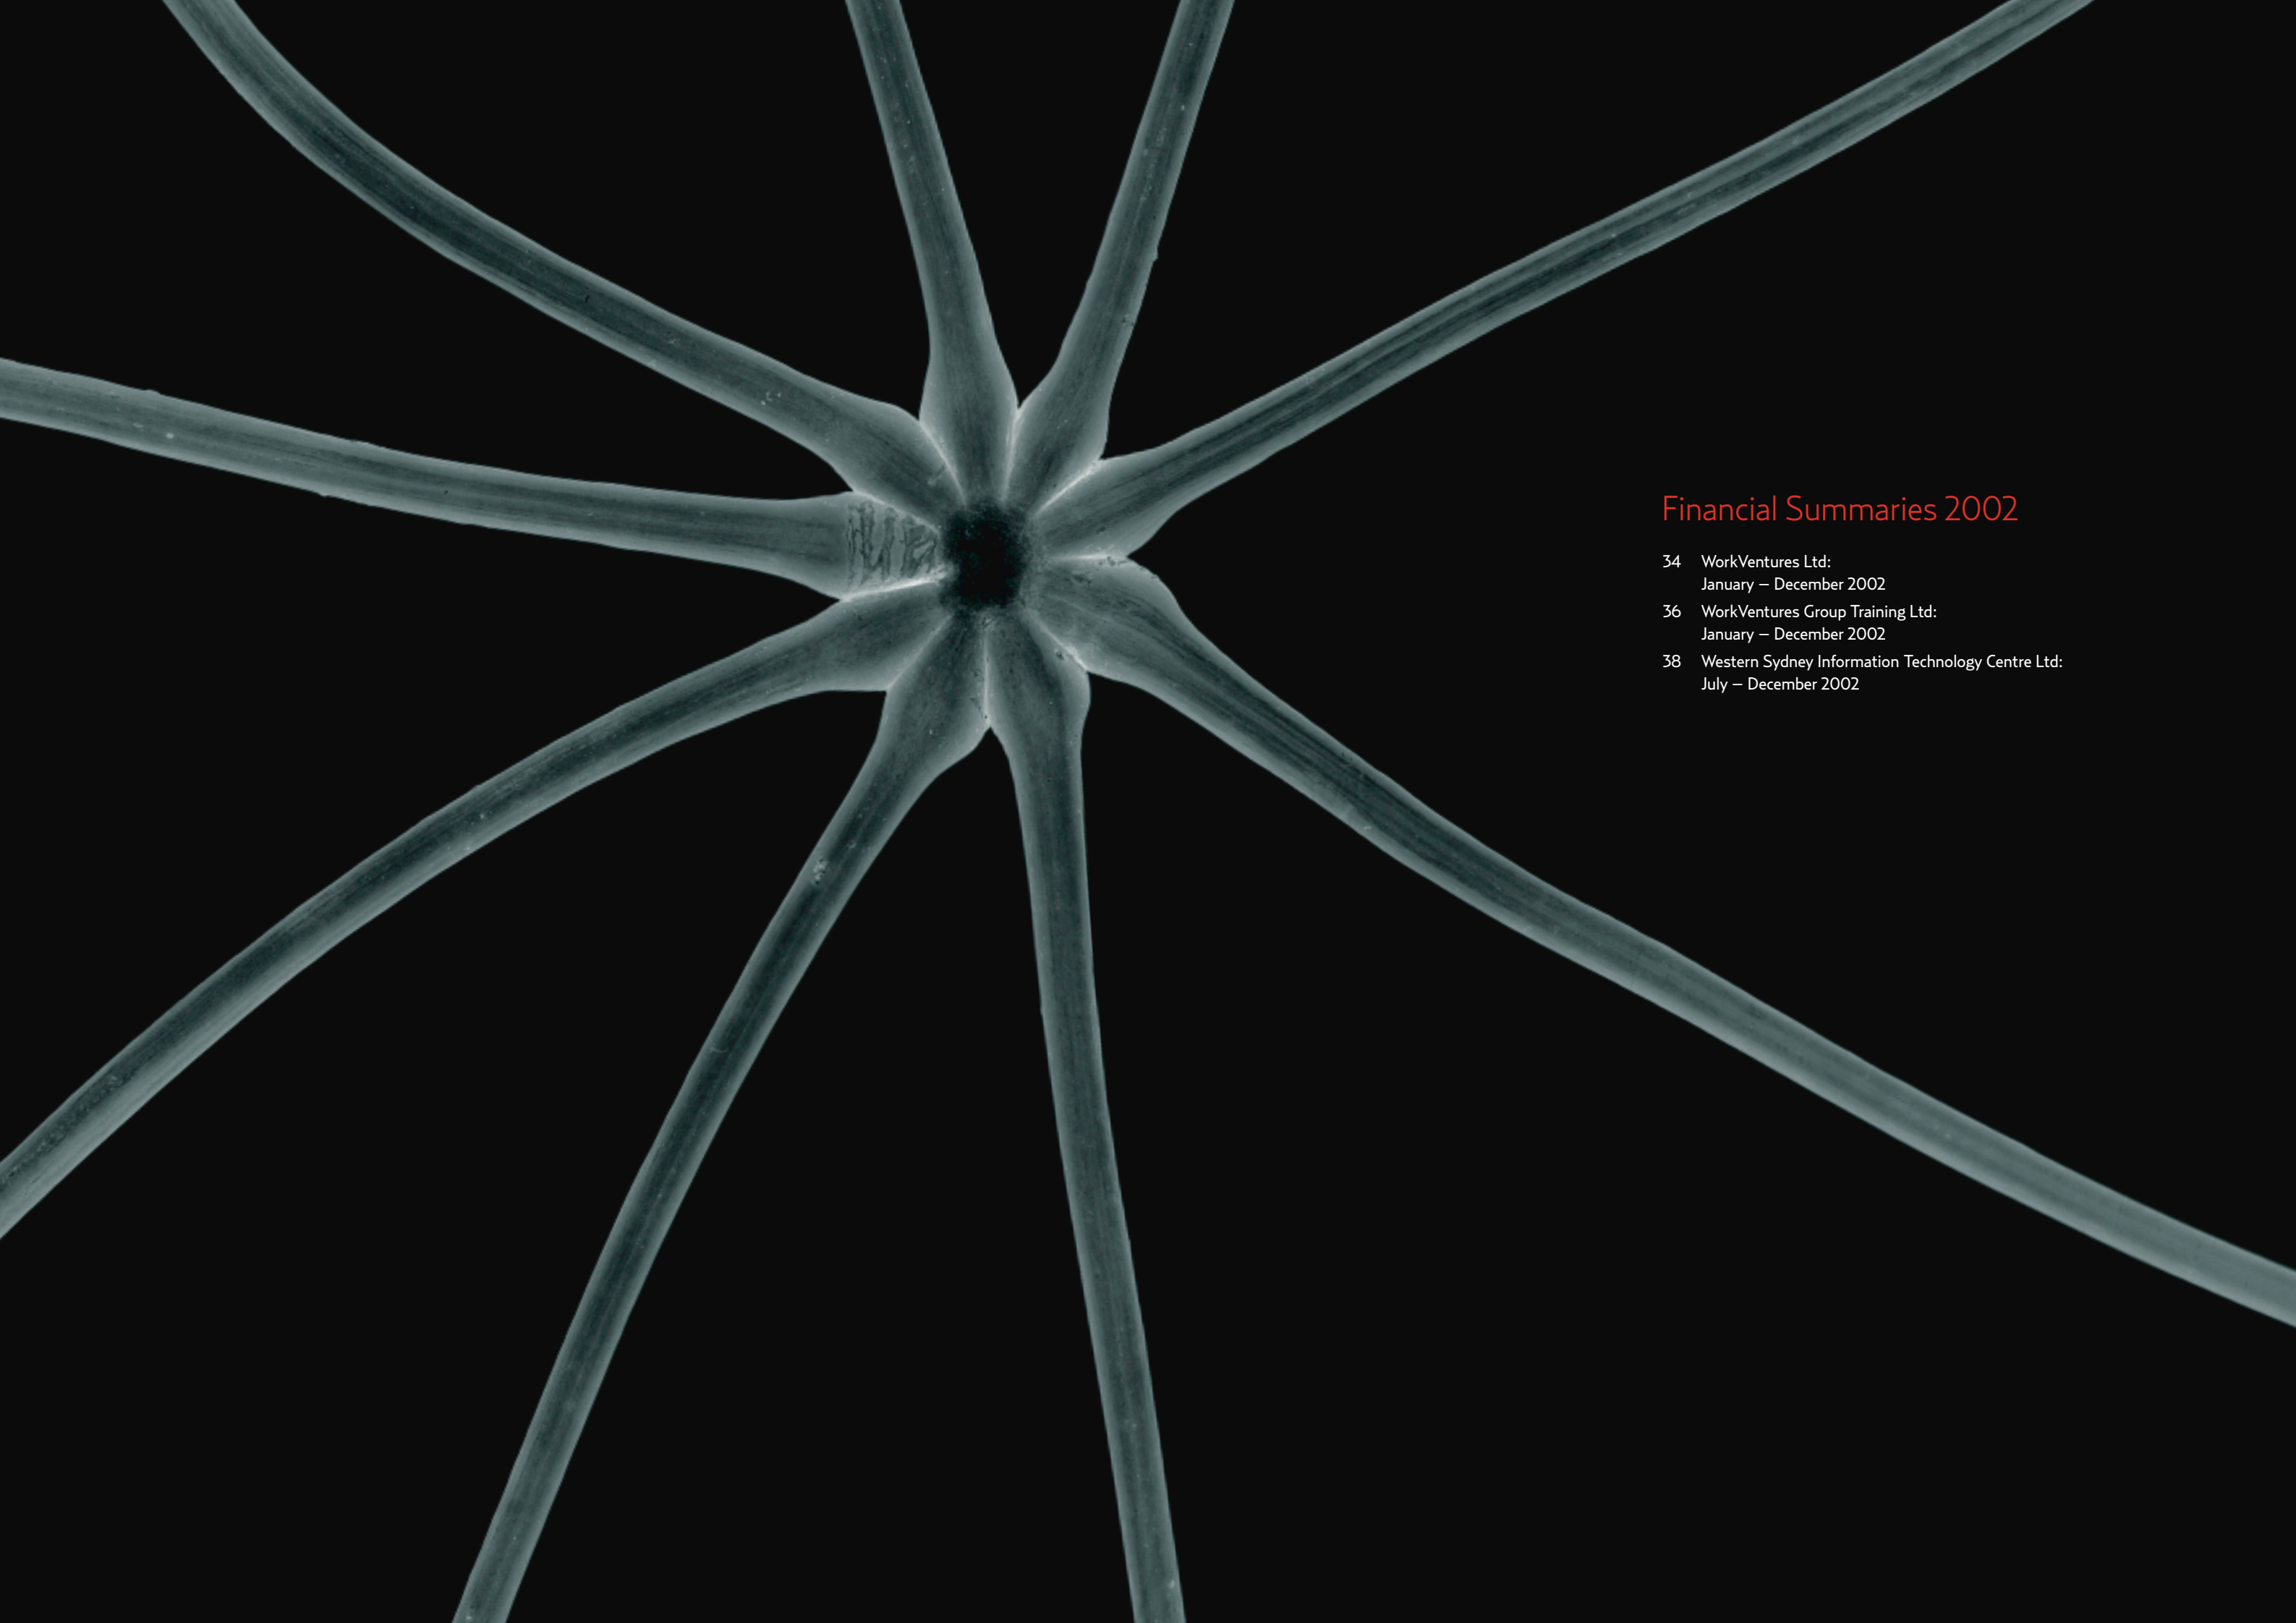 Financial Summaries 2002
34 WorkVentures Ltd:
January – December 2002
36 WorkVentures Group Training Ltd:
January – December 2002
38 Western Sydney Information Technology Centre Ltd:
July – December 2002